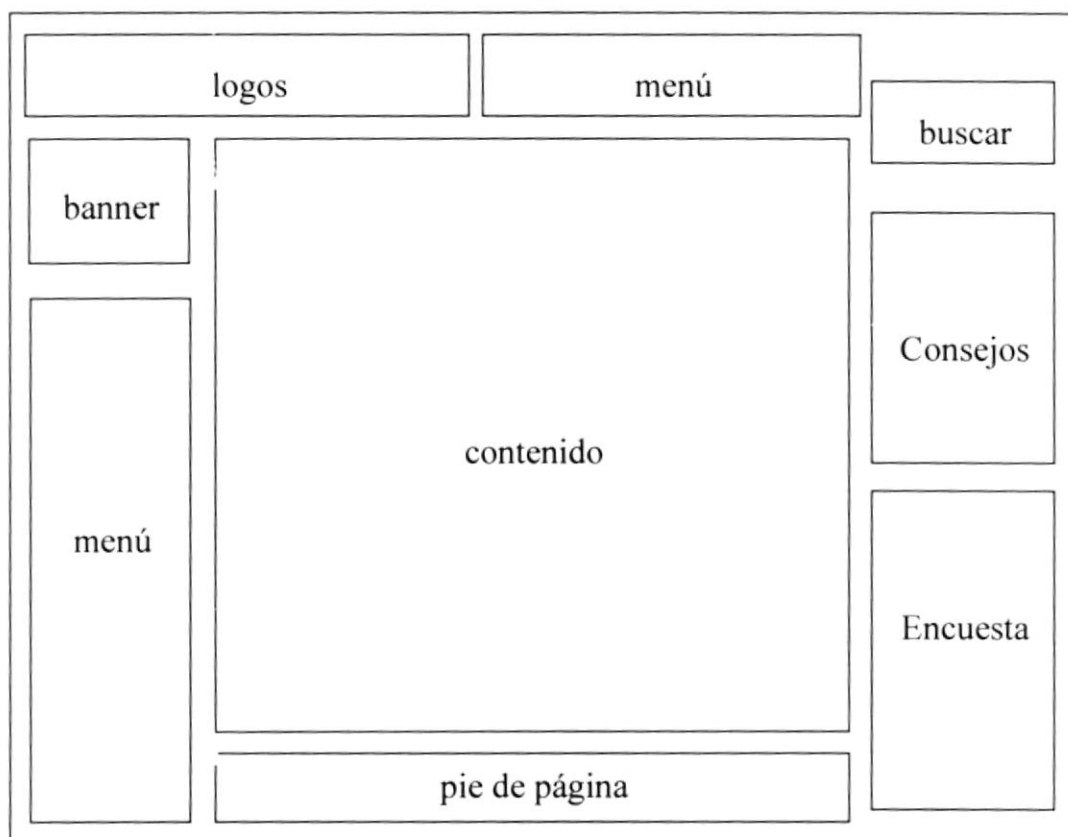 logos
menú
buscar
banner
Consejos
contenido
menú
Encuesta
pie de página